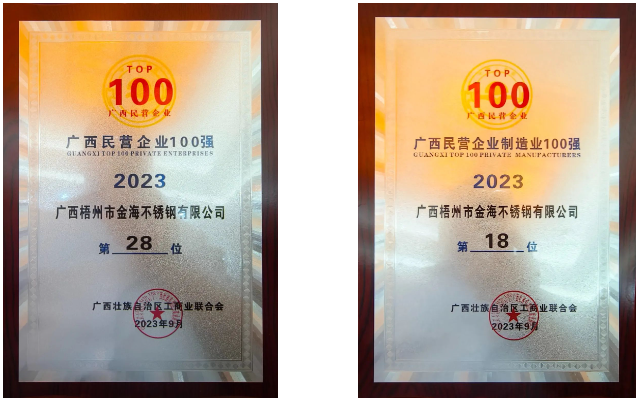 TOP
100
广西民营企业
广西民营企业100强
GUANGXI TOP 100 PRIVATE ENTERPRISES
2023
广西梧州市金海不锈钢有限公司
第 28 位
广西壮族自治区工商业联合会
2023年9月
TOP
100
广西民营企业
广西民营企业制造业100强
GUANGXI TOP 100 PRIVATE MANUFACTURERS
2023
广西梧州市金海不锈钢有限公司
第 18 位
广西壮族自治区工商业联合会
2023年9月